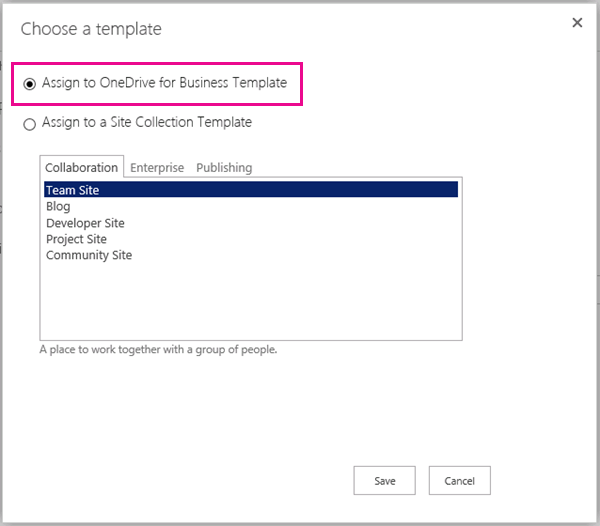 Choose a template
Assign to OneDrive for Business Template
Assign to a Site Collection Template
Collaboration Enterprise Publishing
Team Site
Blog
Developer Site
Project Site
Community Site
A place to work together with a group of people.
Save Cancel